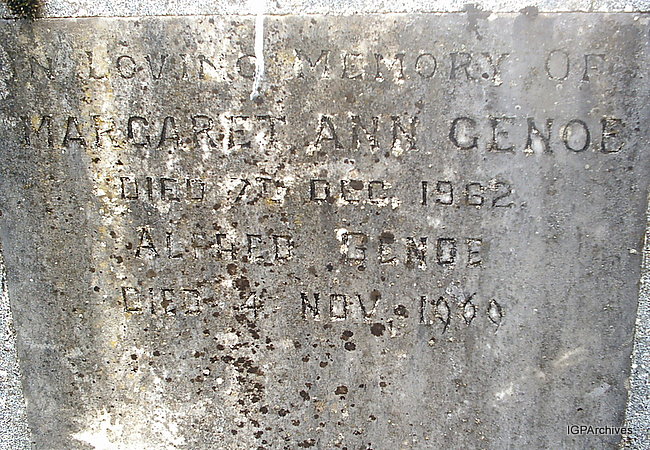 IN LOVING MEMORY OF
MARGARET ANN GENOE
DIED 7TH DEC. 1962.
ALFRED GENOE
DIED 4 NOV. 1969
IGPArchives